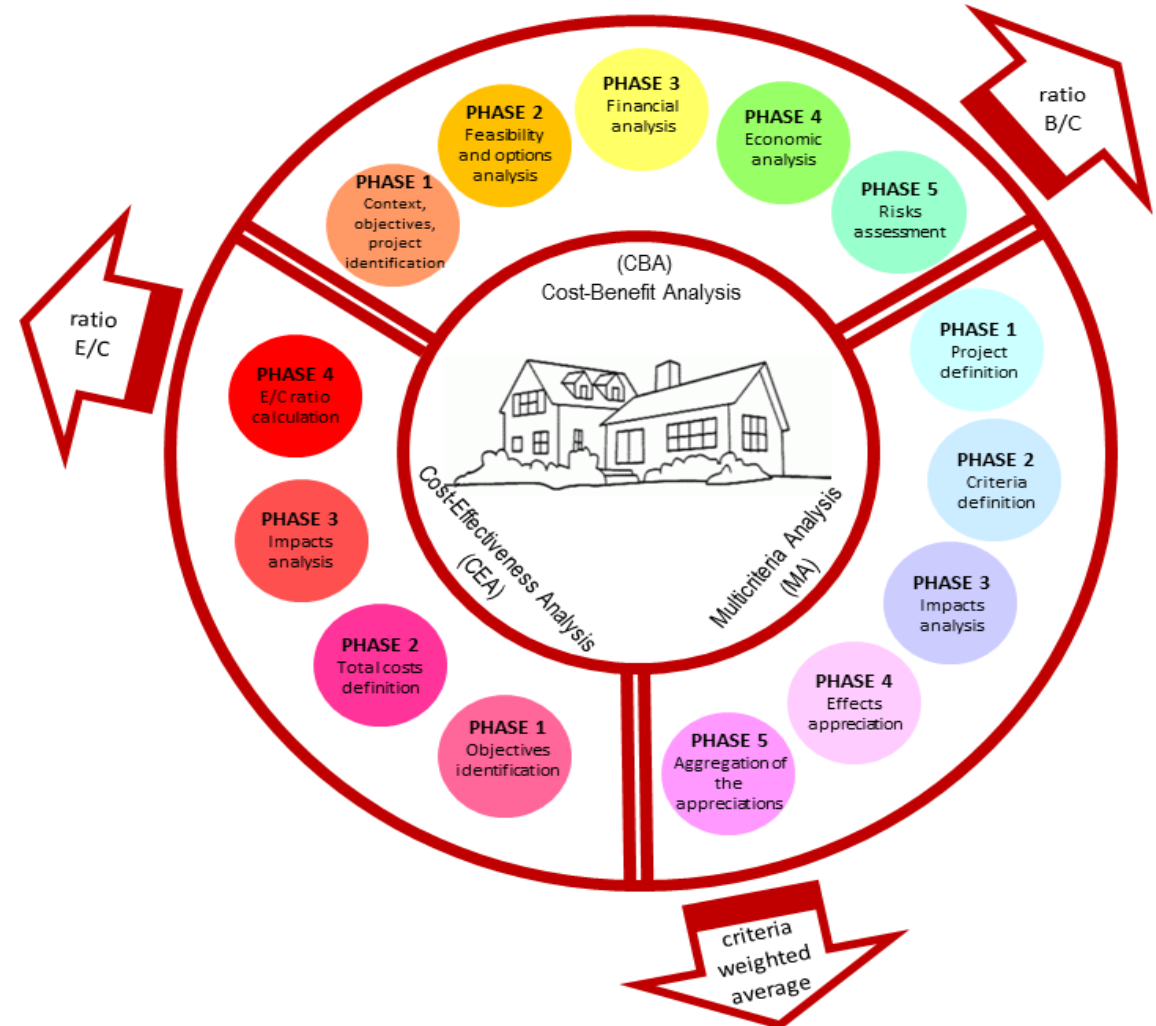 PHASE 1
Context,
objectives,
project
identification
PHASE 2
Feasibility
and options
analysis
PHASE 3
Financial
analysis
PHASE 4
Economic
analysis
PHASE 5
Risks
assessment
ratio
B/C
(CBA)
Cost-Benefit Analysis
PHASE 1
Project
definition
PHASE 2
Criteria
definition
PHASE 3
Impacts
analysis
PHASE 4
Effects
appreciation
PHASE 5
Aggregation of
the
appreciations
Multicriteria Analysis
(MA)
criteria
weighted
average
Cost-Effectiveness Analysis
(CEA)
PHASE 1
Objectives
identification
PHASE 2
Total costs
definition
PHASE 3
Impacts
analysis
PHASE 4
E/C ratio
calculation
ratio
E/C